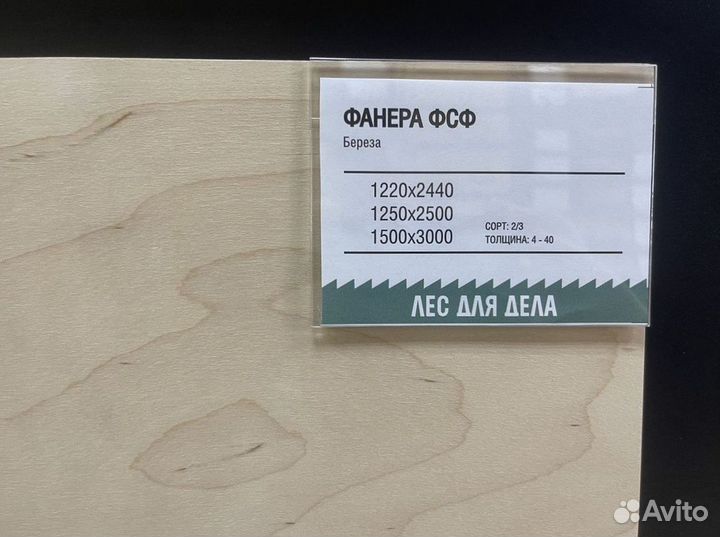 ФАНЕРА ФСФ
Береза
1220x2440
1250x2500
1500x3000
СОРТ: 2/3
ТОЛЩИНА: 4 - 40
ЛЕС ДЛЯ ДЕЛА
Avito